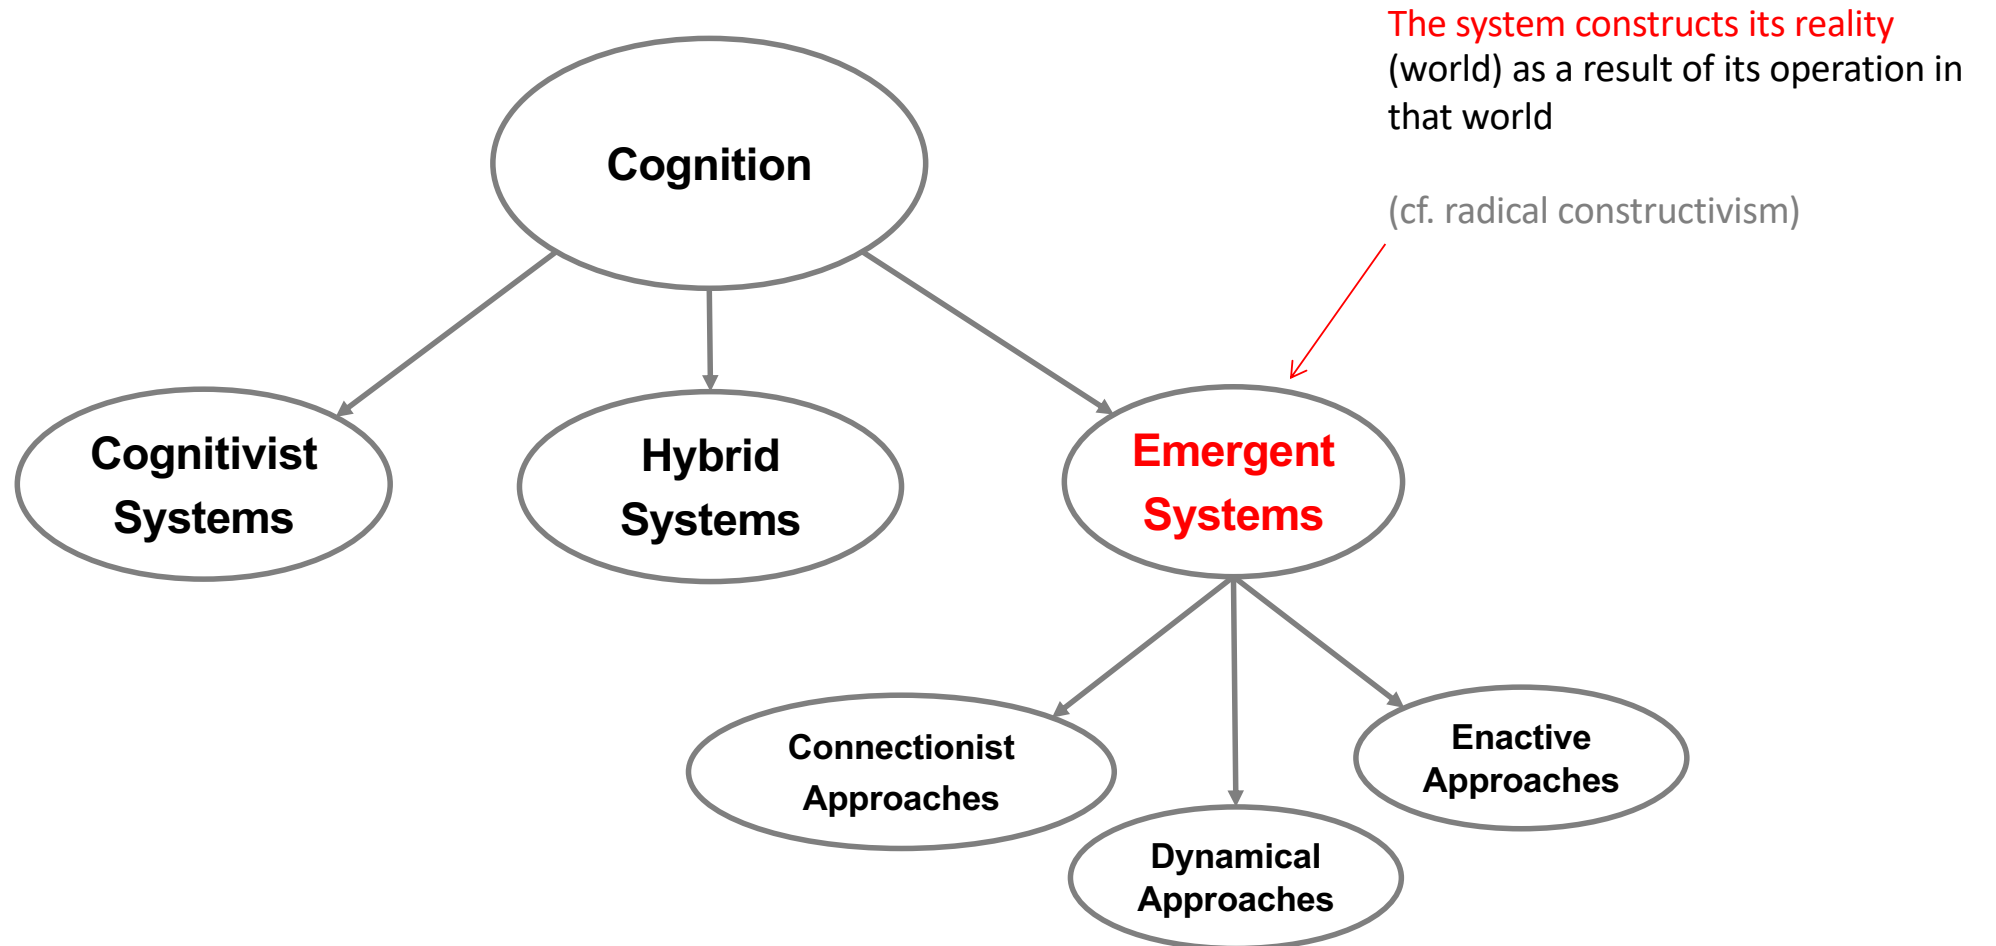 The system constructs its reality
(world) as a result of its operation in
that world
(cf. radical constructivism)
Cognition
Cognitivist
Systems
Hybrid
Systems
Emergent
Systems
Connectionist
Approaches
Dynamical
Approaches
Enactive
Approaches